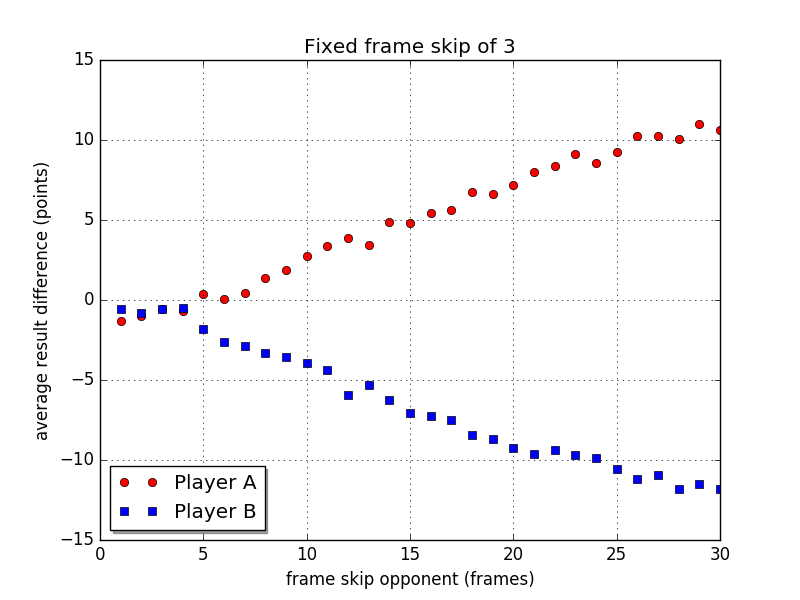 Fixed frame skip of 3
15
10
5
0
−5
−10
−15
average result difference (points)
Player A
Player B
0 5 10 15 20 25 30
frame skip opponent (frames)